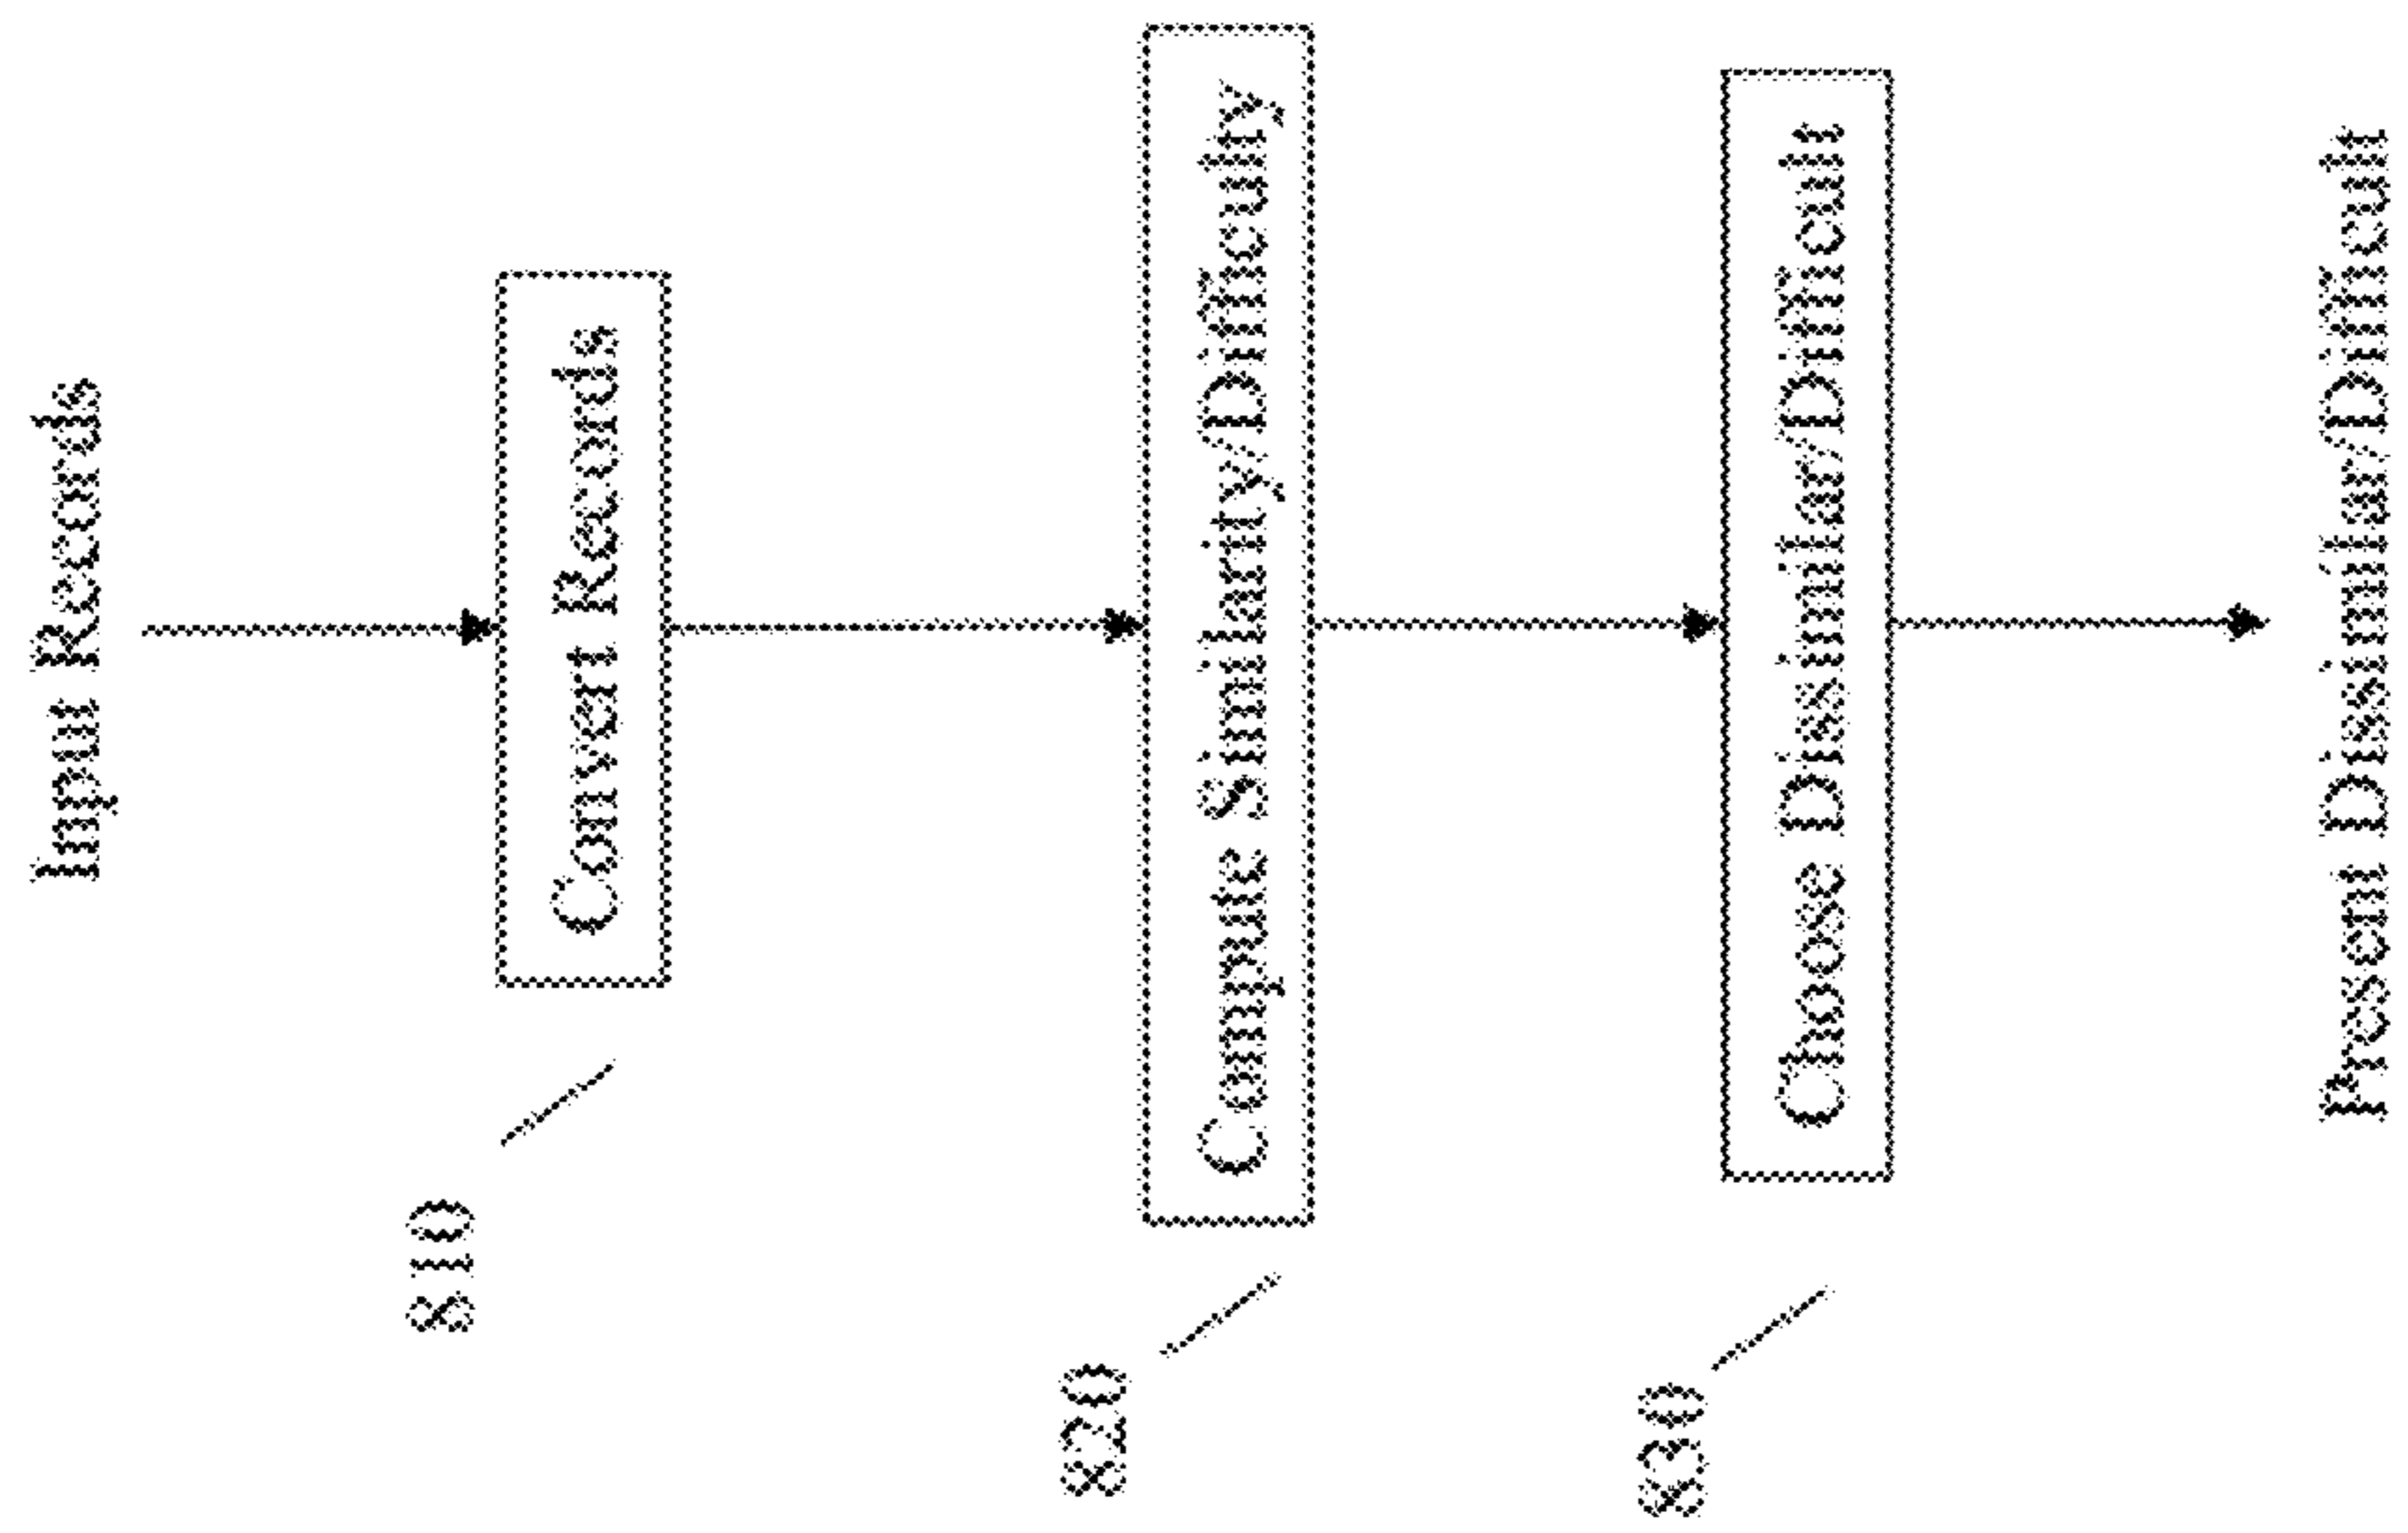 Input Records
810
Convert Records
820
Compute Similarity/Difficulty
830
Choose Dissimilar/Difficult
Present Dissimilar/Difficult